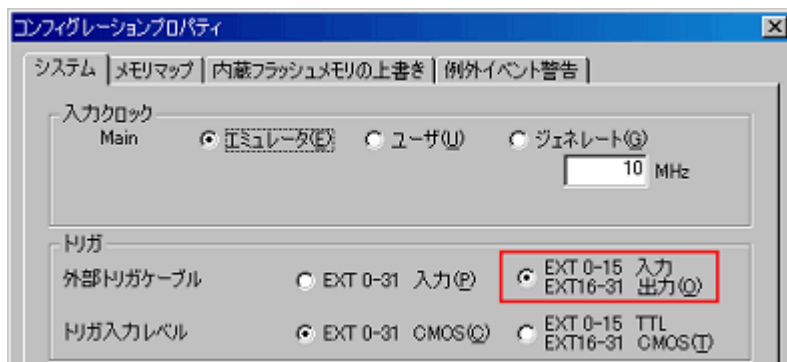 コンフィグレーションプロパティ
システム メモリマップ 内蔵フラッシュメモリの上書き 例外イベント警告
入力クロック
Main エミュレータ(E) ユーザ(U) ジェネレート(G)
10 MHz
トリガ
外部トリガケーブル EXT 0-31 入力(P) EXT 0-15 入力
EXT16-31 出力(O)
トリガ入力レベル EXT 0-31 CMOS(C) EXT 0-15 TTL
EXT16-31 CMOS(T)